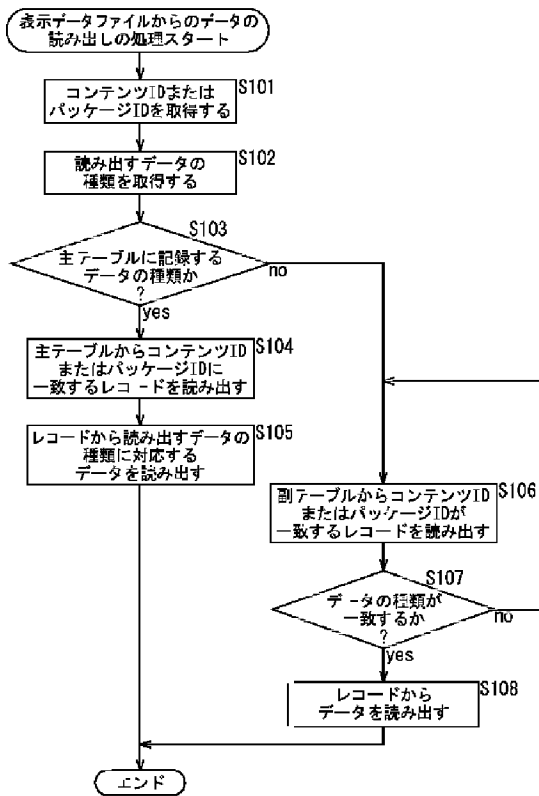 表示データファイルからのデータの
読み出しの処理スタート
S101
コンテンツIDまたは
パッケージIDを取得する
S102
読み出すデータの
種類を取得する
S103
主テーブルに記録する
データの種類か
?
no
yes
S104
主テーブルからコンテンツID
またはパッケージIDに
一致するレコードを読み出す
S105
レコードから読み出すデータの
種類に対応する
データを読み出す
S106
副テーブルからコンテンツID
またはパッケージIDが
一致するレコードを読み出す
S107
データの種類が
一致するか
?
no
yes
S108
レコードから
データを読み出す
エンド